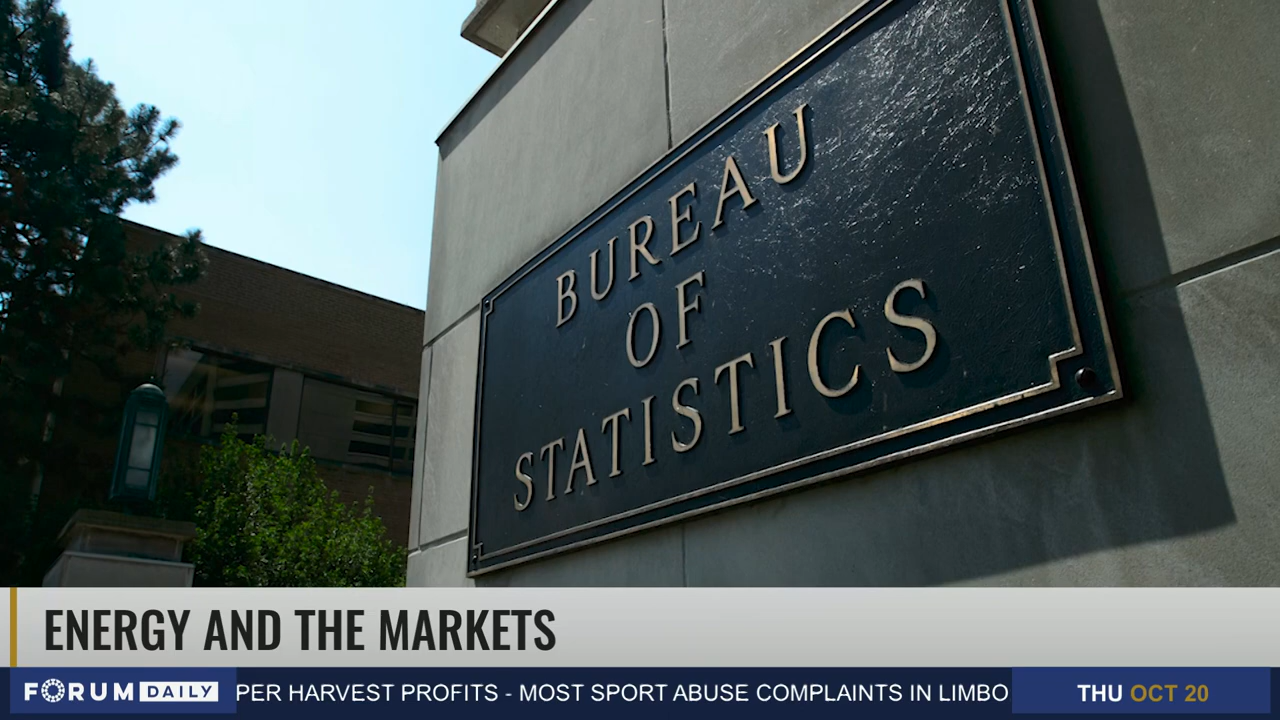 BUREAU
OF
STATISTICS
ENERGY AND THE MARKETS
FORUM DAILY
PER HARVEST PROFITS - MOST SPORT ABUSE COMPLAINTS IN LIMBO
THU OCT 20